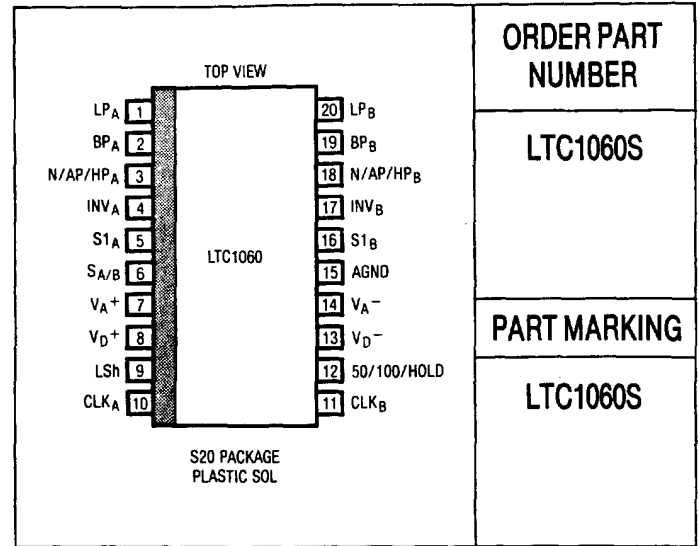 TOP VIEW
LPA 1
BPA 2
N/AP/HPA 3
INVA 4
S1A 5
SA/B 6
VA+ 7
VD+ 8
LSh 9
CLKA 10
LTC1060
20 LPB
19 BPB
18 N/AP/HPB
17 INVB
16 S1B
15 AGND
14 VA−
13 VD−
12 50/100/HOLD
11 CLKB
S20 PACKAGE
PLASTIC SOL
ORDER PART
NUMBER
LTC1060S
PART MARKING
LTC1060S